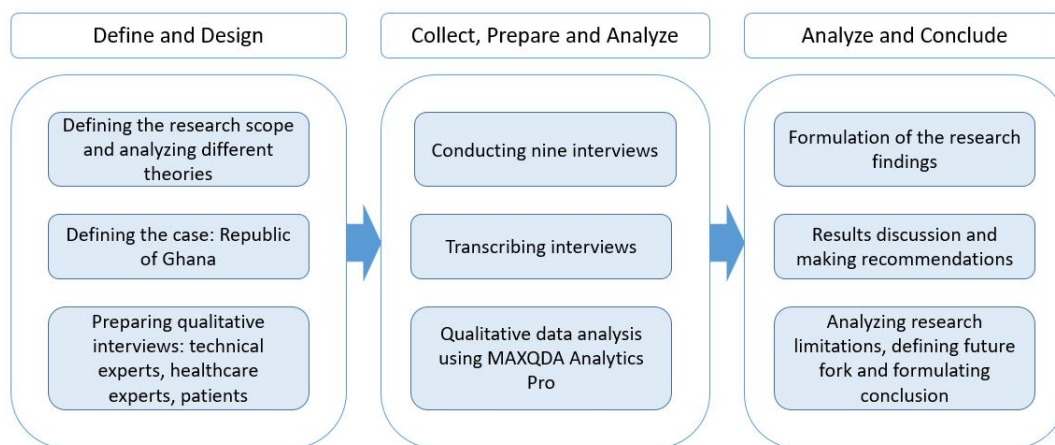 Define and Design
Collect, Prepare and Analyze
Analyze and Conclude
Defining the research scope
and analyzing different
theories
Defining the case: Republic
of Ghana
Preparing qualitative
interviews: technical
experts, healthcare
experts, patients
Conducting nine interviews
Transcribing interviews
Qualitative data analysis
using MAXQDA Analytics
Pro
Formulation of the research
findings
Results discussion and
making recommendations
Analyzing research
limitations, defining future
fork and formulating
conclusion